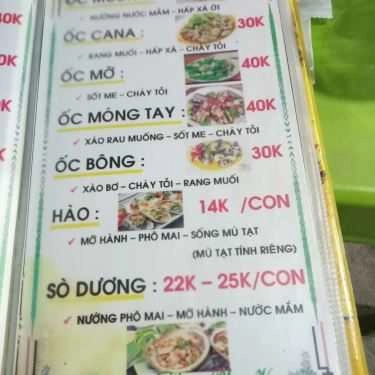 NƯỚNG NƯỚC MẮM – HẤP XẢ ỚT
40K
ỐC CANA :
30K
RANG MUỐI – HẤP XẢ – CHÁY TỎI
ỐC MỠ :
40K
SỐT ME – CHÁY TỎI
ỐC MÓNG TAY :
40K
XÀO RAU MUỐNG – SỐT ME – CHÁY TỎI
ỐC BÔNG :
30K
XÀO BƠ – CHÁY TỎI – RANG MUỐI
HÀO : 14K /CON
MỠ HÀNH – PHÔ MAI – SỐNG MÙ TẠT
(MÙ TẠT TÍNH RIÊNG)
SÒ DƯƠNG : 22K – 25K/CON
NƯỚNG PHÔ MAI – MỠ HÀNH – NƯỚC MẮM